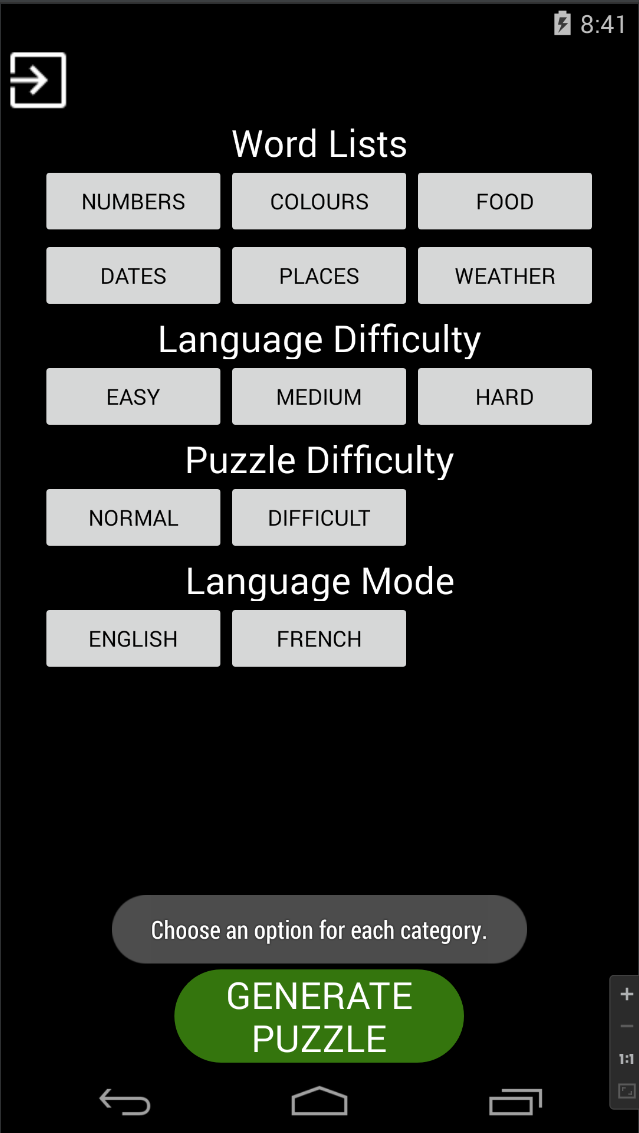 8:41
Word Lists
NUMBERS COLOURS FOOD
DATES PLACES WEATHER
Language Difficulty
EASY MEDIUM HARD
Puzzle Difficulty
NORMAL DIFFICULT
Language Mode
ENGLISH FRENCH
Choose an option for each category.
GENERATE
PUZZLE
1:1